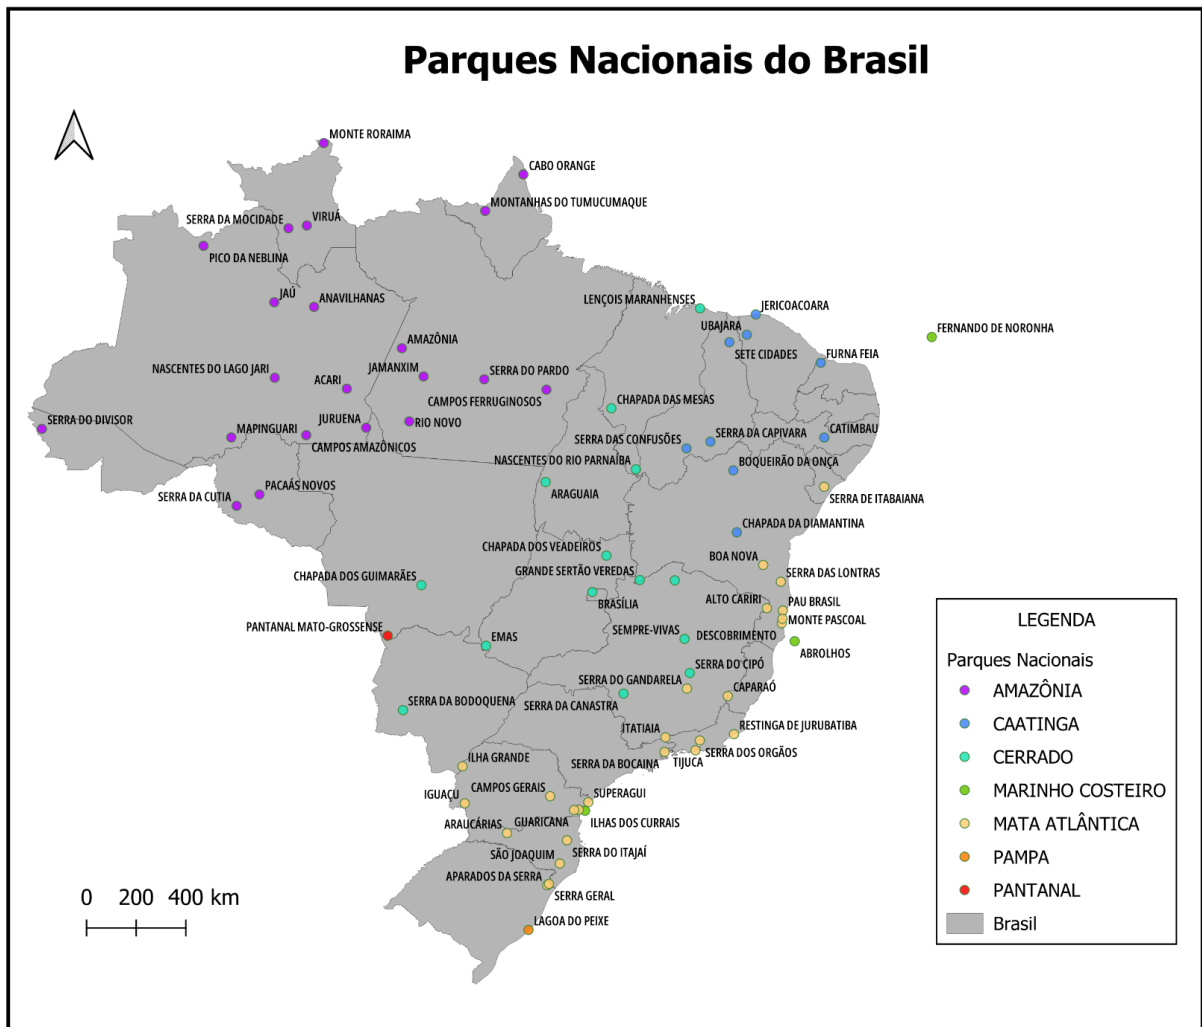 Parques Nacionais do Brasil
MONTE RORAIMA
CABO ORANGE
MONTANHAS DO TUMUCUMAQUE
SERRA DA MOCIDADE
VIRUÁ
PICO DA NEBLINA
JAÚ
ANAVILHANAS
LENÇOIS MARANHENSES
JERICOACOARA
UBAJARA
SETE CIDADES
FERNANDO DE NORONHA
FURNA FEIA
AMAZÔNIA
JAMANXIM
SERRA DO PARDO
NASCENTES DO LAGO JARI
ACARI
CAMPOS FERRUGINOSOS
CHAPADA DAS MESAS
SERRA DO DIVISOR
MAPINGUARI
JURUENA
RIO NOVO
CAMPOS AMAZÔNICOS
SERRA DAS CONFUSÕES
SERRA DA CAPIVARA
CATIMBAU
NASCENTES DO RIO PARNAÍBA
BOQUEIRÃO DA ONÇA
SERRA DA CUTIA
PACAÁS NOVOS
ARAGUAIA
SERRA DE ITABAIANA
CHAPADA DA DIAMANTINA
CHAPADA DOS VEADEIROS
BOA NOVA
CHAPADA DOS GUIMARÃES
GRANDE SERTÃO VEREDAS
SERRA DAS LONTRAS
BRASÍLIA
ALTO CARIRI
PAU BRASIL
MONTE PASCOAL
PANTANAL MATO-GROSSENSE
EMAS
SEMPRE-VIVAS
DESCOBRIMENTO
ABROLHOS
SERRA DO CIPÓ
SERRA DO GANDARELA
CAPARAÓ
SERRA DA BODOQUENA
SERRA DA CANASTRA
ITATIAIA
RESTINGA DE JURUBATIBA
SERRA DOS ORGÃOS
SERRA DA BOCAINA
TIJUCA
ILHA GRANDE
IGUAÇU
CAMPOS GERAIS
SUPERAGUI
ARAUCÁRIAS
GUARICANA
ILHAS DOS CURRAIS
SÃO JOAQUIM
SERRA DO ITAJAÍ
APARADOS DA SERRA
SERRA GERAL
LAGOA DO PEIXE
0 200 400 km
LEGENDA
Parques Nacionais
AMAZÔNIA
CAATINGA
CERRADO
MARINHO COSTEIRO
MATA ATLÂNTICA
PAMPA
PANTANAL
Brasil